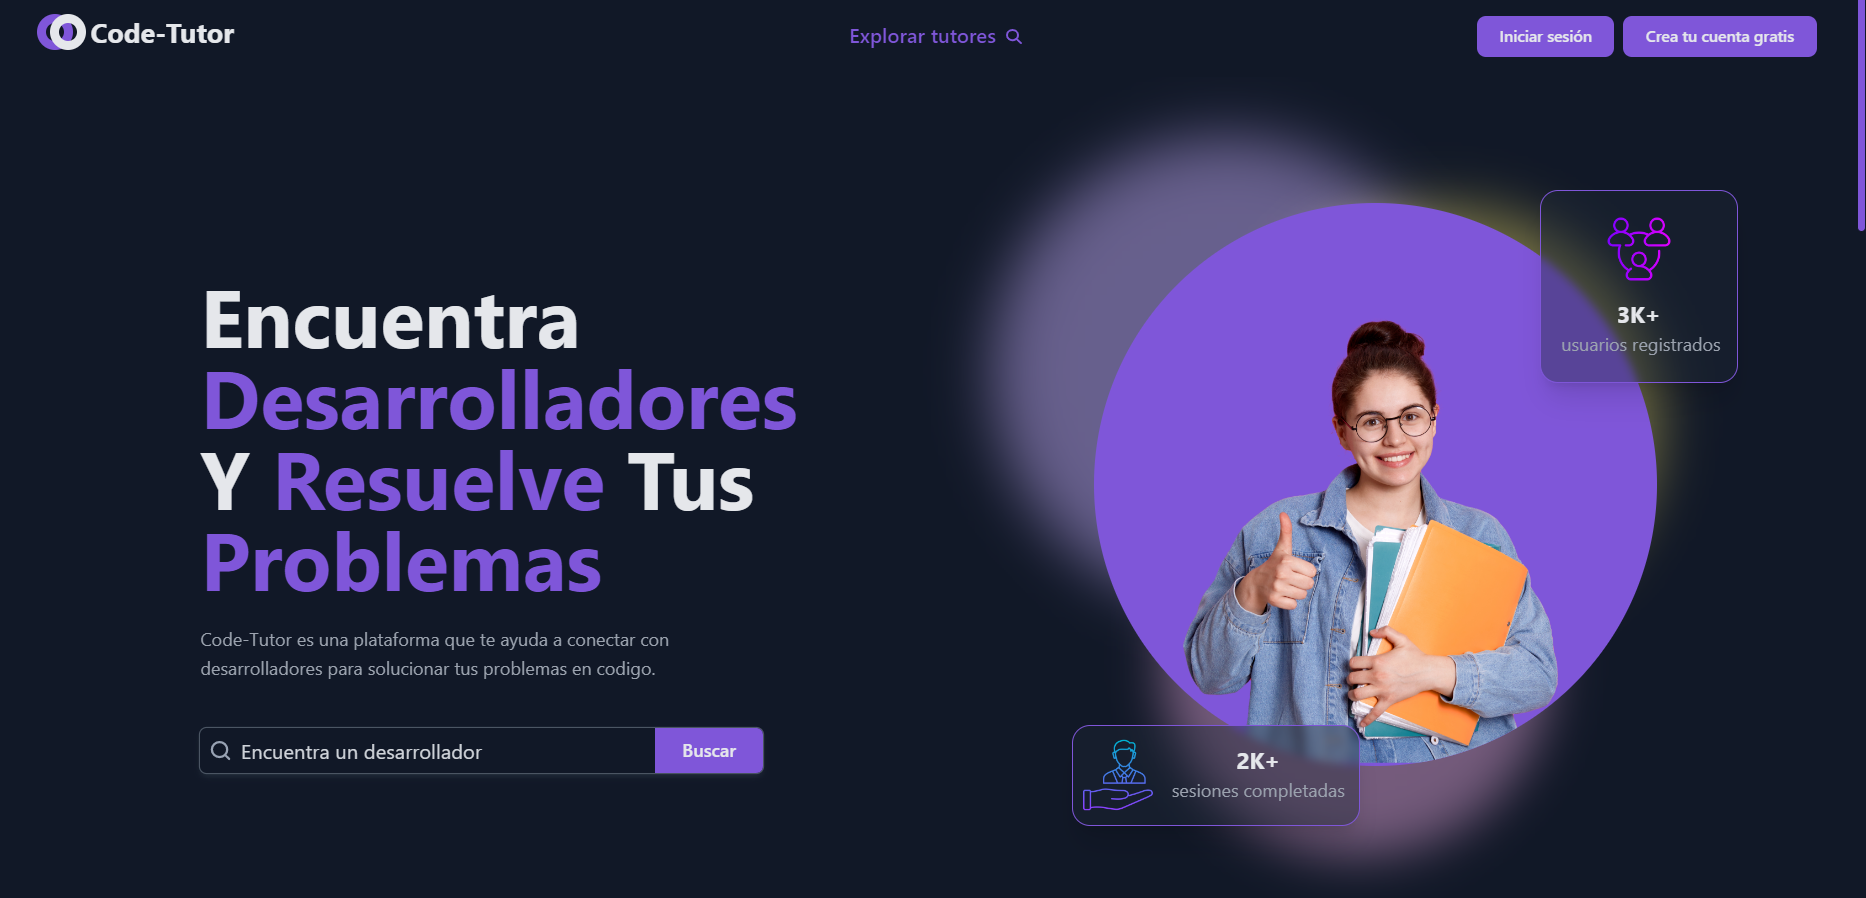 Code-Tutor
Explorar tutores
Iniciar sesión
Crea tu cuenta gratis
Encuentra
Desarrolladores
Y Resuelve Tus
Problemas
Code-Tutor es una plataforma que te ayuda a conectar con
desarrolladores para solucionar tus problemas en codigo.
Encuentra un desarrollador
Buscar
3K+
usuarios registrados
2K+
sesiones completadas